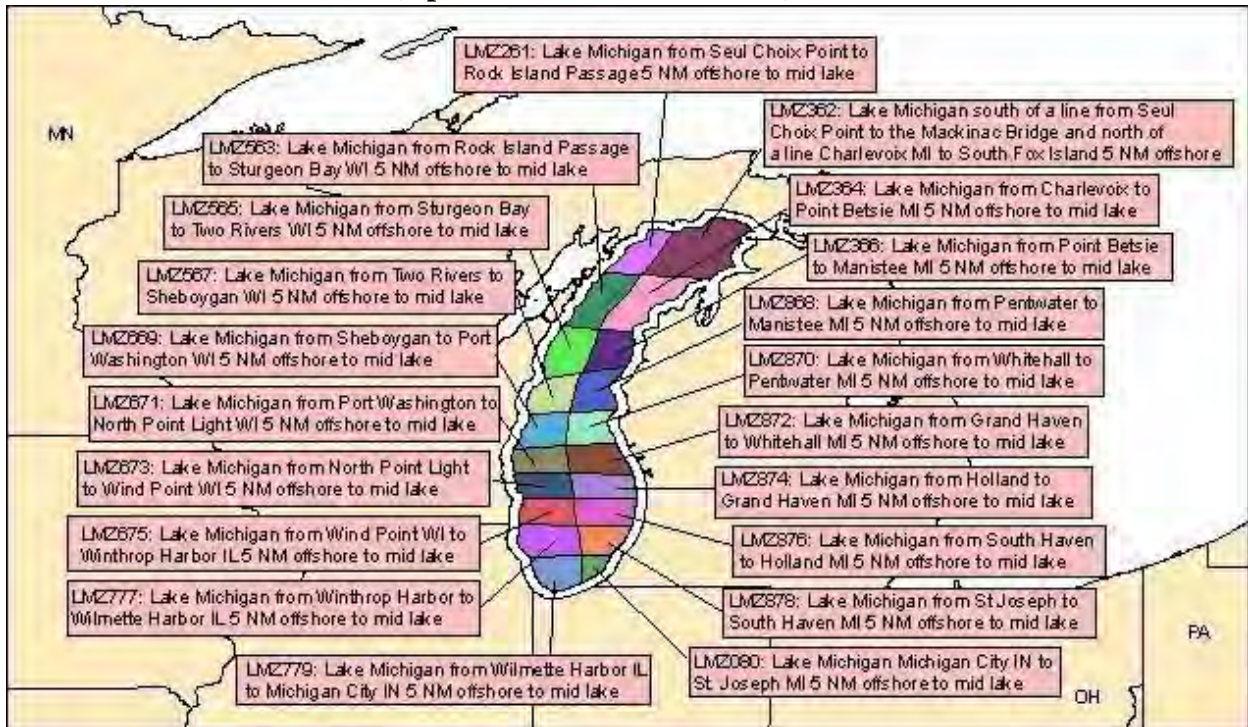 LMZ261: Lake Michigan from Seul Choix Point to
Rock Island Passage 5 NM offshore to mid lake
LMZ362: Lake Michigan south of a line from Seul
Choix Point to the Mackinac Bridge and north of
a line Charlevoix MI to South Fox Island 5 NM offshore
MN
LMZ563: Lake Michigan from Rock Island Passage
to Sturgeon Bay WI 5 NM offshore to mid lake
LMZ364: Lake Michigan from Charlevoix to
Point Betsie MI 5 NM offshore to mid lake
LMZ565: Lake Michigan from Sturgeon Bay
to Two Rivers WI 5 NM offshore to mid lake
LMZ366: Lake Michigan from Point Betsie
to Manistee MI 5 NM offshore to mid lake
LMZ567: Lake Michigan from Two Rivers to
Sheboygan WI 5 NM offshore to mid lake
LMZ868: Lake Michigan from Pentwater to
Manistee MI 5 NM offshore to mid lake
LMZ669: Lake Michigan from Sheboygan to Port
Washington WI 5 NM offshore to mid lake
LMZ870: Lake Michigan from Whitehall to
Pentwater MI 5 NM offshore to mid lake
LMZ671: Lake Michigan from Port Washington to
North Point Light WI 5 NM offshore to mid lake
LMZ872: Lake Michigan from Grand Haven
to Whitehall MI 5 NM offshore to mid lake
LMZ673: Lake Michigan from North Point Light
to Wind Point WI 5 NM offshore to mid lake
LMZ874: Lake Michigan from Holland to
Grand Haven MI 5 NM offshore to mid lake
LMZ675: Lake Michigan from Wind Point WI to
Winthrop Harbor IL 5 NM offshore to mid lake
LMZ876: Lake Michigan from South Haven
to Holland MI 5 NM offshore to mid lake
LMZ777: Lake Michigan from Winthrop Harbor to
Wilmette Harbor IL 5 NM offshore to mid lake
LMZ878: Lake Michigan from St Joseph to
South Haven MI 5 NM offshore to mid lake
PA
LMZ779: Lake Michigan from Wilmette Harbor IL
to Michigan City IN 5 NM offshore to mid lake
LMZ080: Lake Michigan Michigan City IN to
St. Joseph MI 5 NM offshore to mid lake
OH